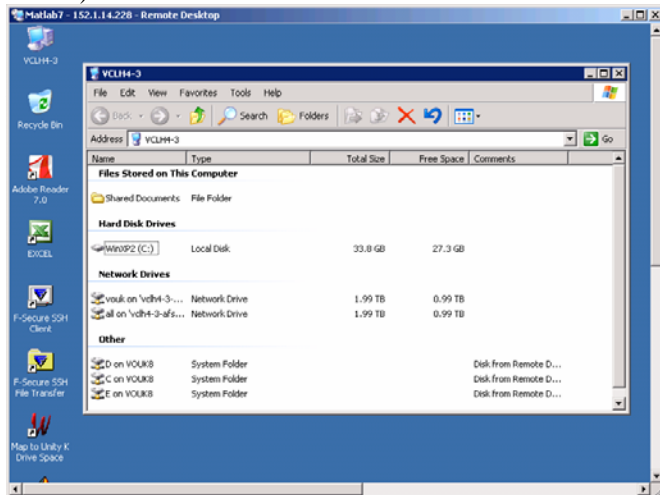 Matlab7 - 152.1.14.228 - Remote Desktop
VCLH4-3
Recycle Bin
Adobe Reader
7.0
EXCEL
F-Secure SSH
Client
F-Secure SSH
File Transfer
Map to Unity K
Drive Space
VCLH4-3
File Edit View Favorites Tools Help
Back Search Folders
Address VCLH4-3 Go
Name Type Total Size Free Space Comments
Files Stored on This Computer
Shared Documents File Folder
Hard Disk Drives
WinXP2 (C:) Local Disk 33.8 GB 27.3 GB
Network Drives
vouk on 'vclh4-3-... Network Drive 1.99 TB 0.99 TB
all on 'vclh4-3-afs... Network Drive 1.99 TB 0.99 TB
Other
D on VOUK8 System Folder Disk from Remote D...
C on VOUK8 System Folder Disk from Remote D...
E on VOUK8 System Folder Disk from Remote D...